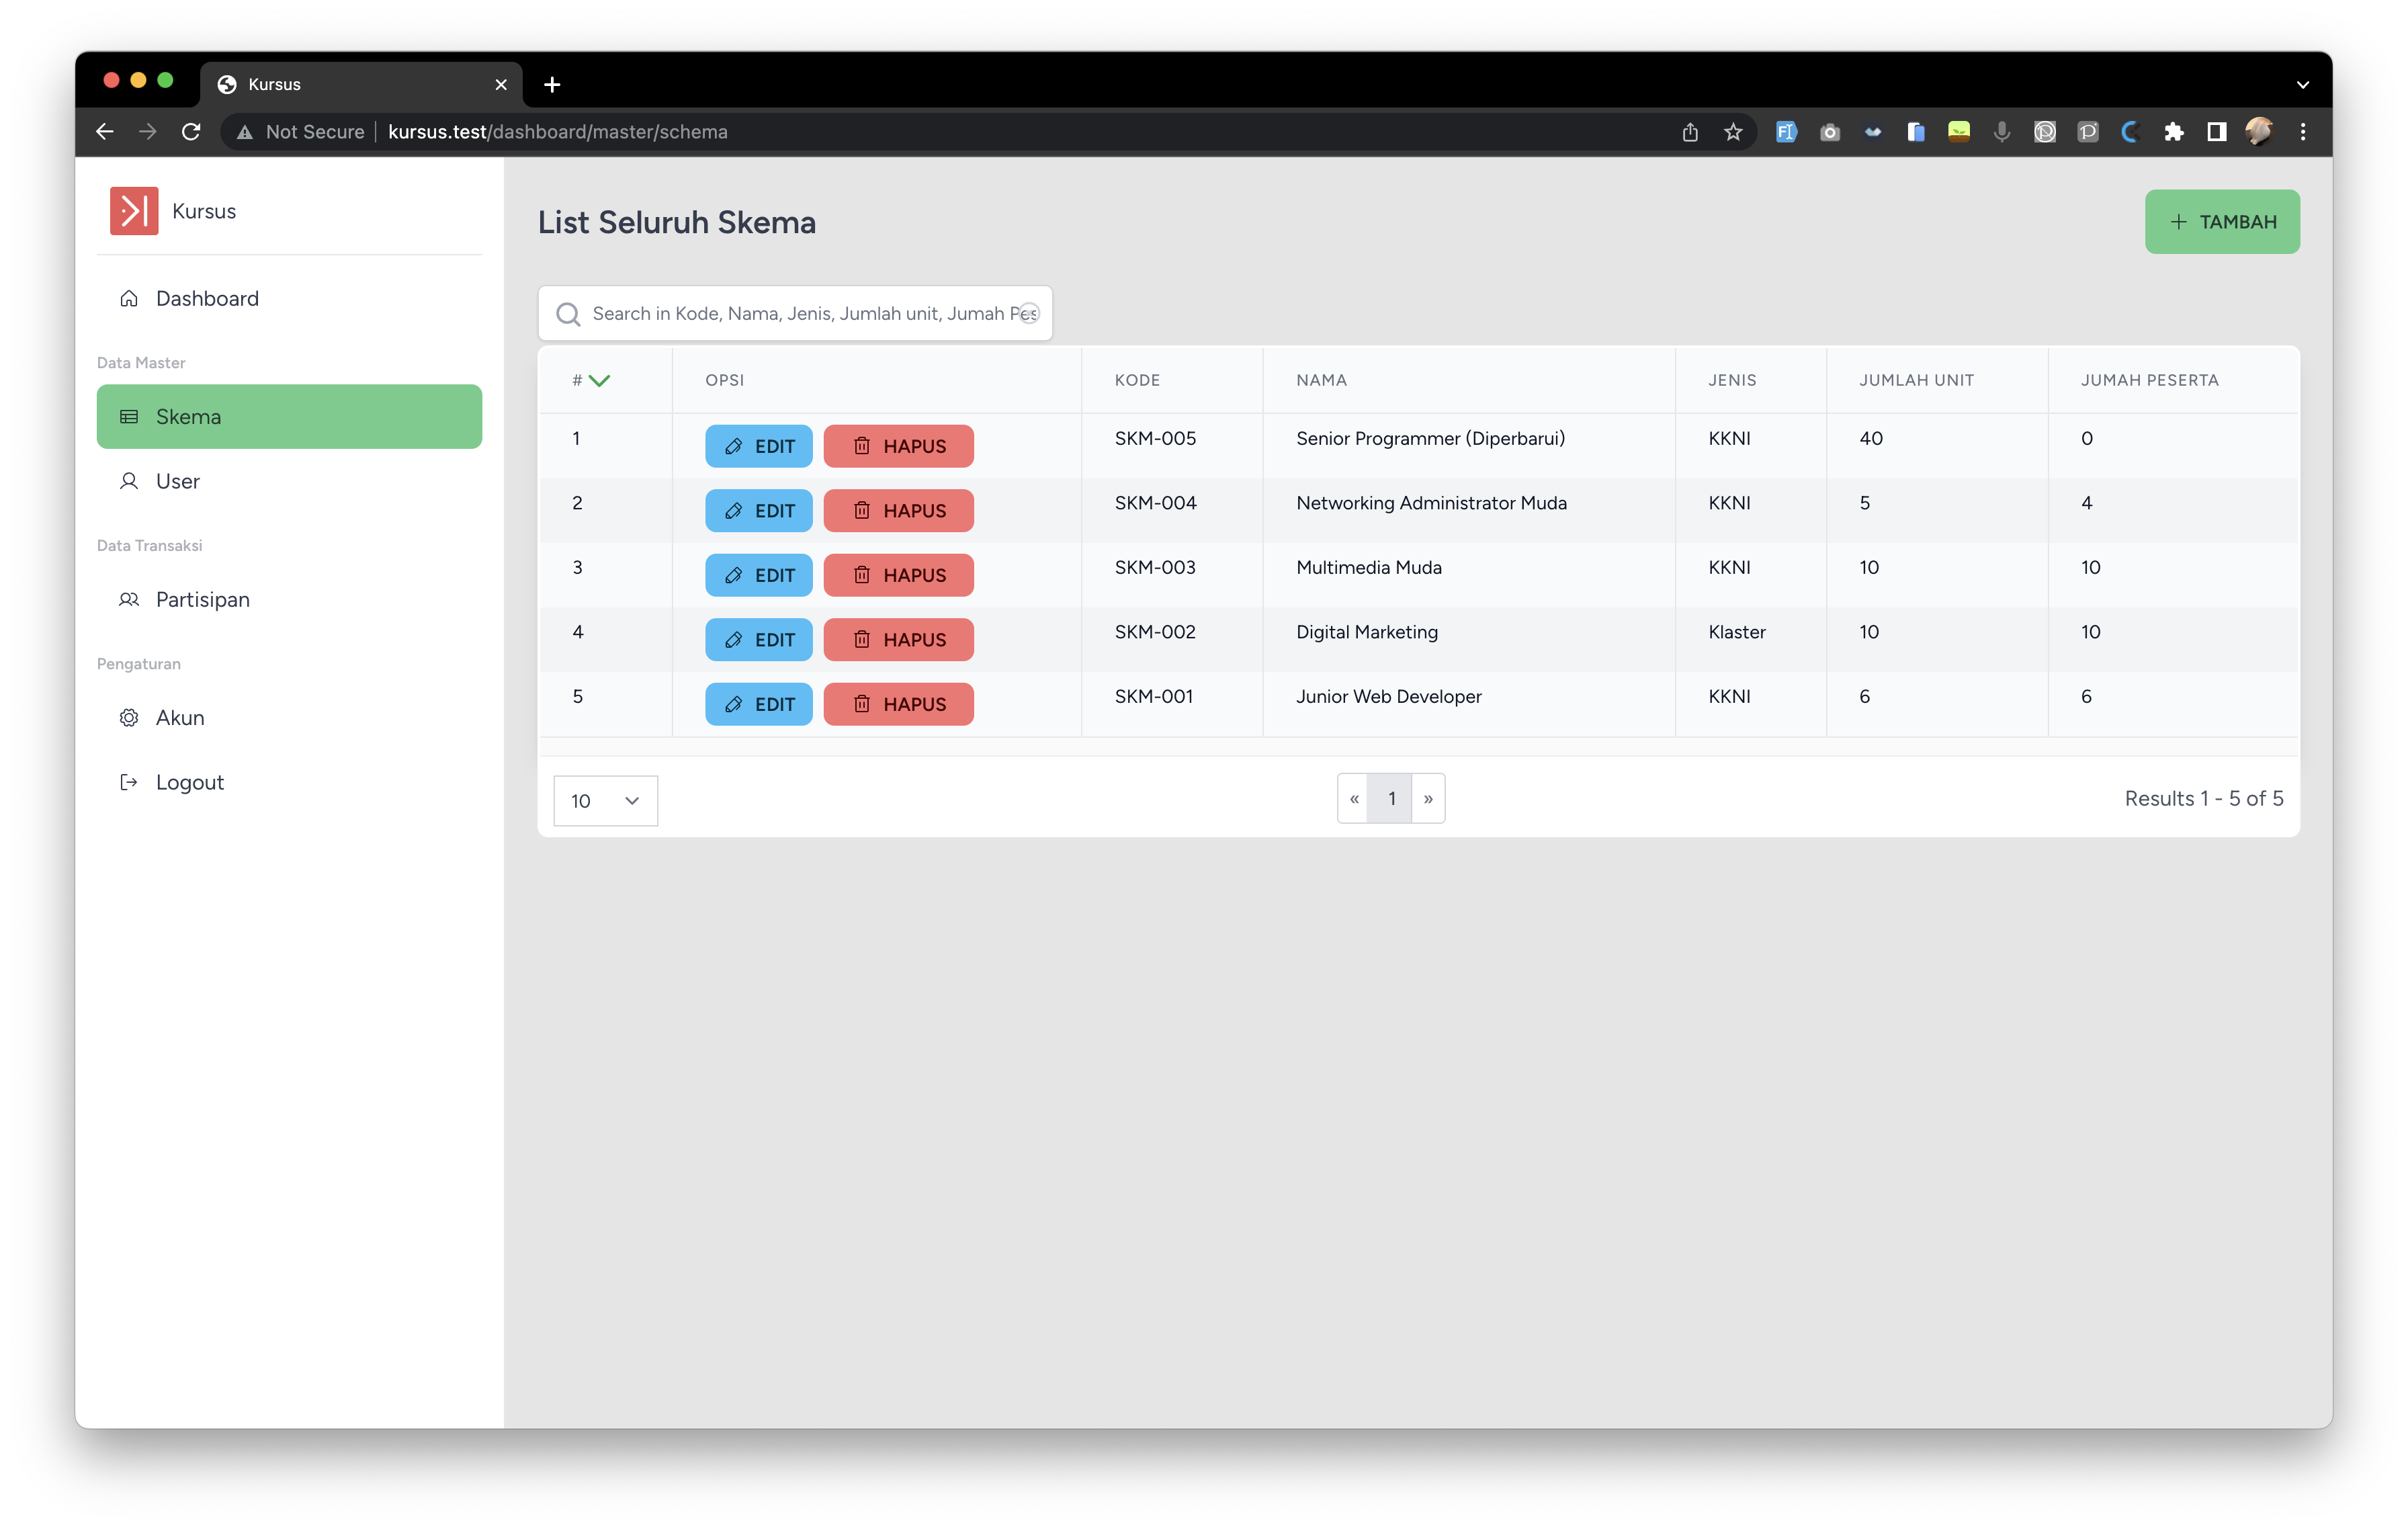 Kursus
Not Secure kursus.test/dashboard/master/schema
Kursus
Dashboard
Data Master
Skema
User
Data Transaksi
Partisipan
Pengaturan
Akun
Logout
List Seluruh Skema
+ TAMBAH
Search in Kode, Nama, Jenis, Jumlah unit, Jumah Pes
# OPSI KODE NAMA JENIS JUMLAH UNIT JUMAH PESERTA
1 EDIT HAPUS SKM-005 Senior Programmer (Diperbarui) KKNI 40 0
2 EDIT HAPUS SKM-004 Networking Administrator Muda KKNI 5 4
3 EDIT HAPUS SKM-003 Multimedia Muda KKNI 10 10
4 EDIT HAPUS SKM-002 Digital Marketing Klaster 10 10
5 EDIT HAPUS SKM-001 Junior Web Developer KKNI 6 6
10 « 1 » Results 1 - 5 of 5